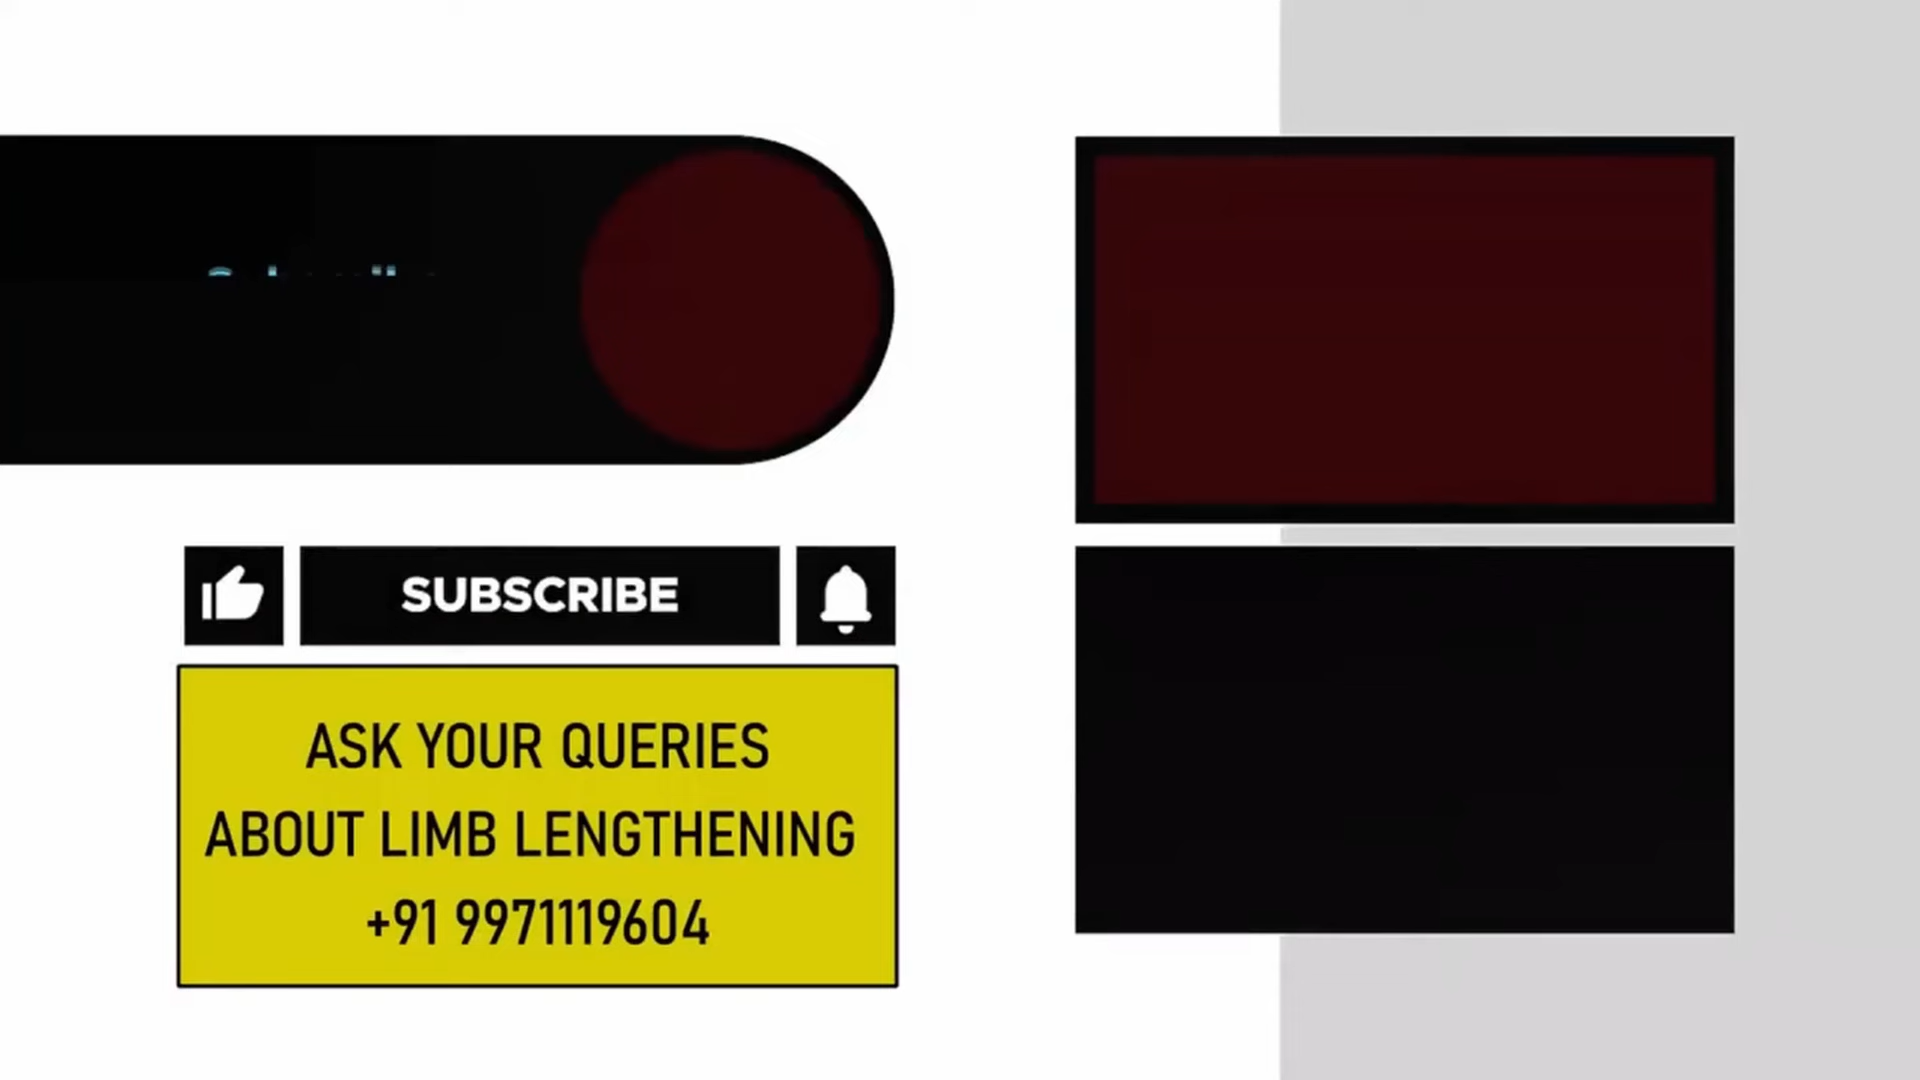 SUBSCRIBE
ASK YOUR QUERIES
ABOUT LIMB LENGTHENING
+91 9971119604